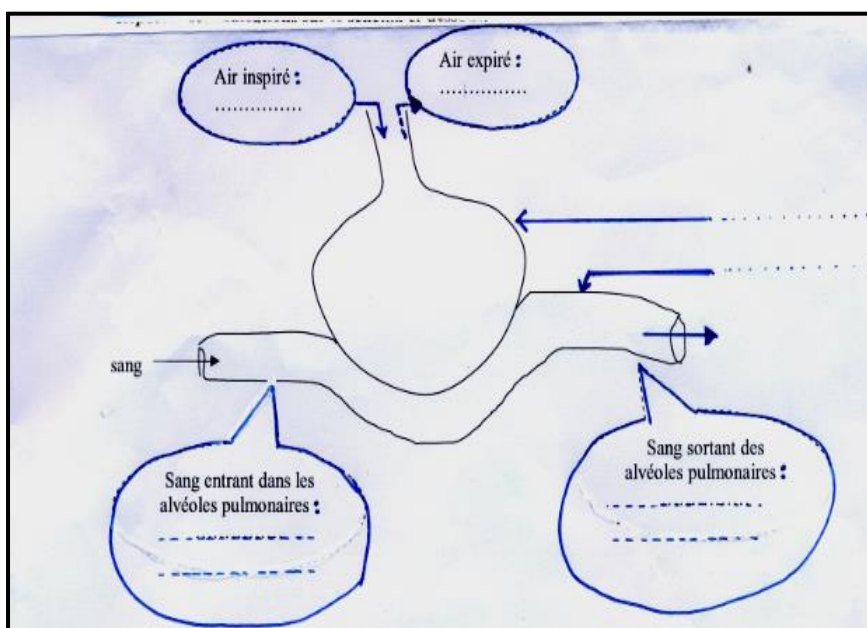 Air inspiré :
...............
Air expiré :
...............
sang
Sang entrant dans les
alvéoles pulmonaires :
Sang sortant des
alvéoles pulmonaires :